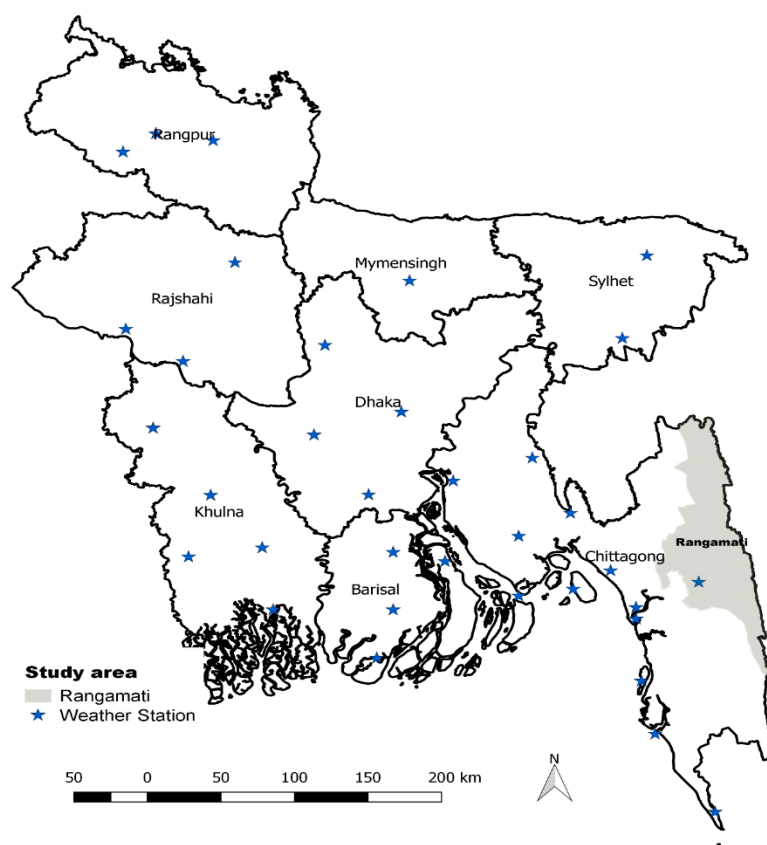 Rangpur
Mymensingh
Sylhet
Rajshahi
Dhaka
Khulna
Chittagong
Rangamati
Barisal
Study area
Rangamati
Weather Station
N
50 0 50 100 150 200 km